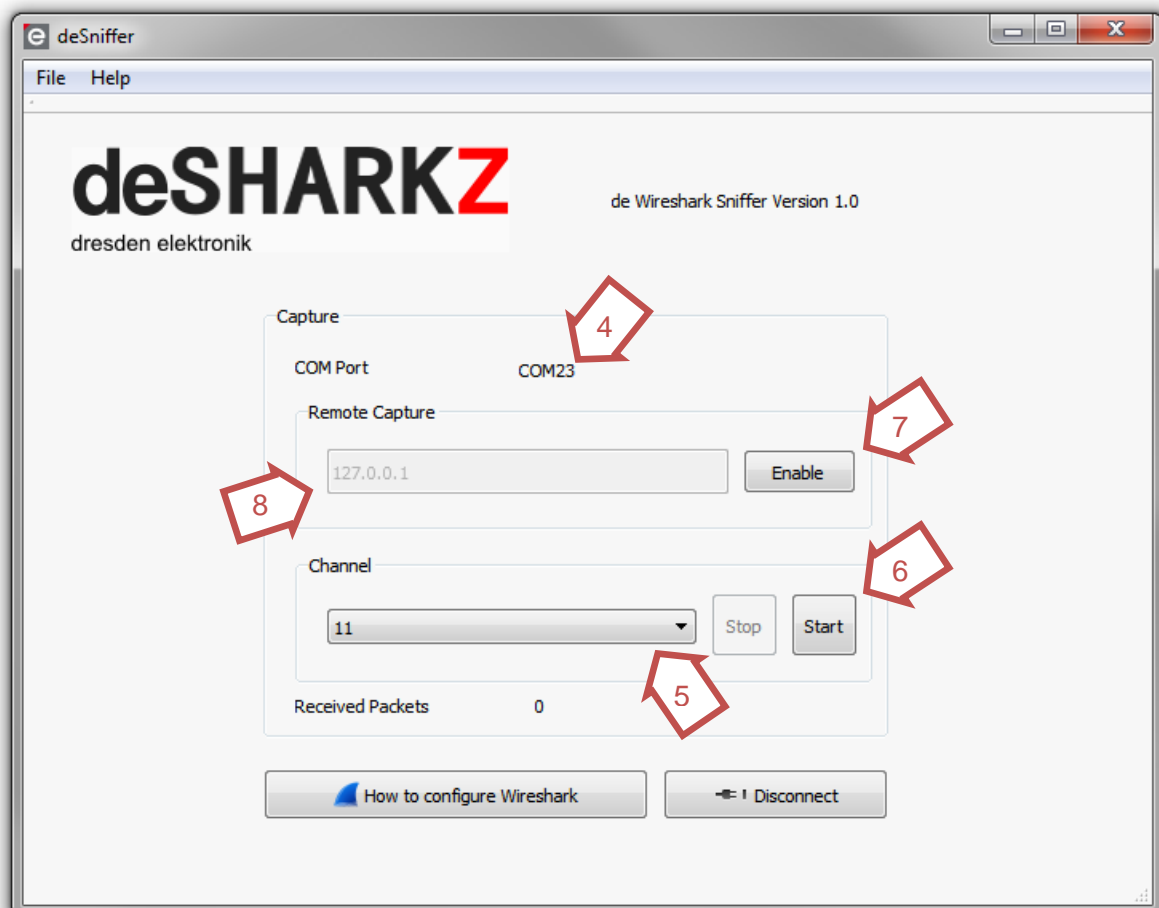 deSniffer
File Help
deSHARKZ
de Wireshark Sniffer Version 1.0
dresden elektronik
Capture
4
COM Port COM23
Remote Capture
7
127.0.0.1 Enable
8
Channel
6
11 Stop Start
5
Received Packets 0
How to configure Wireshark Disconnect